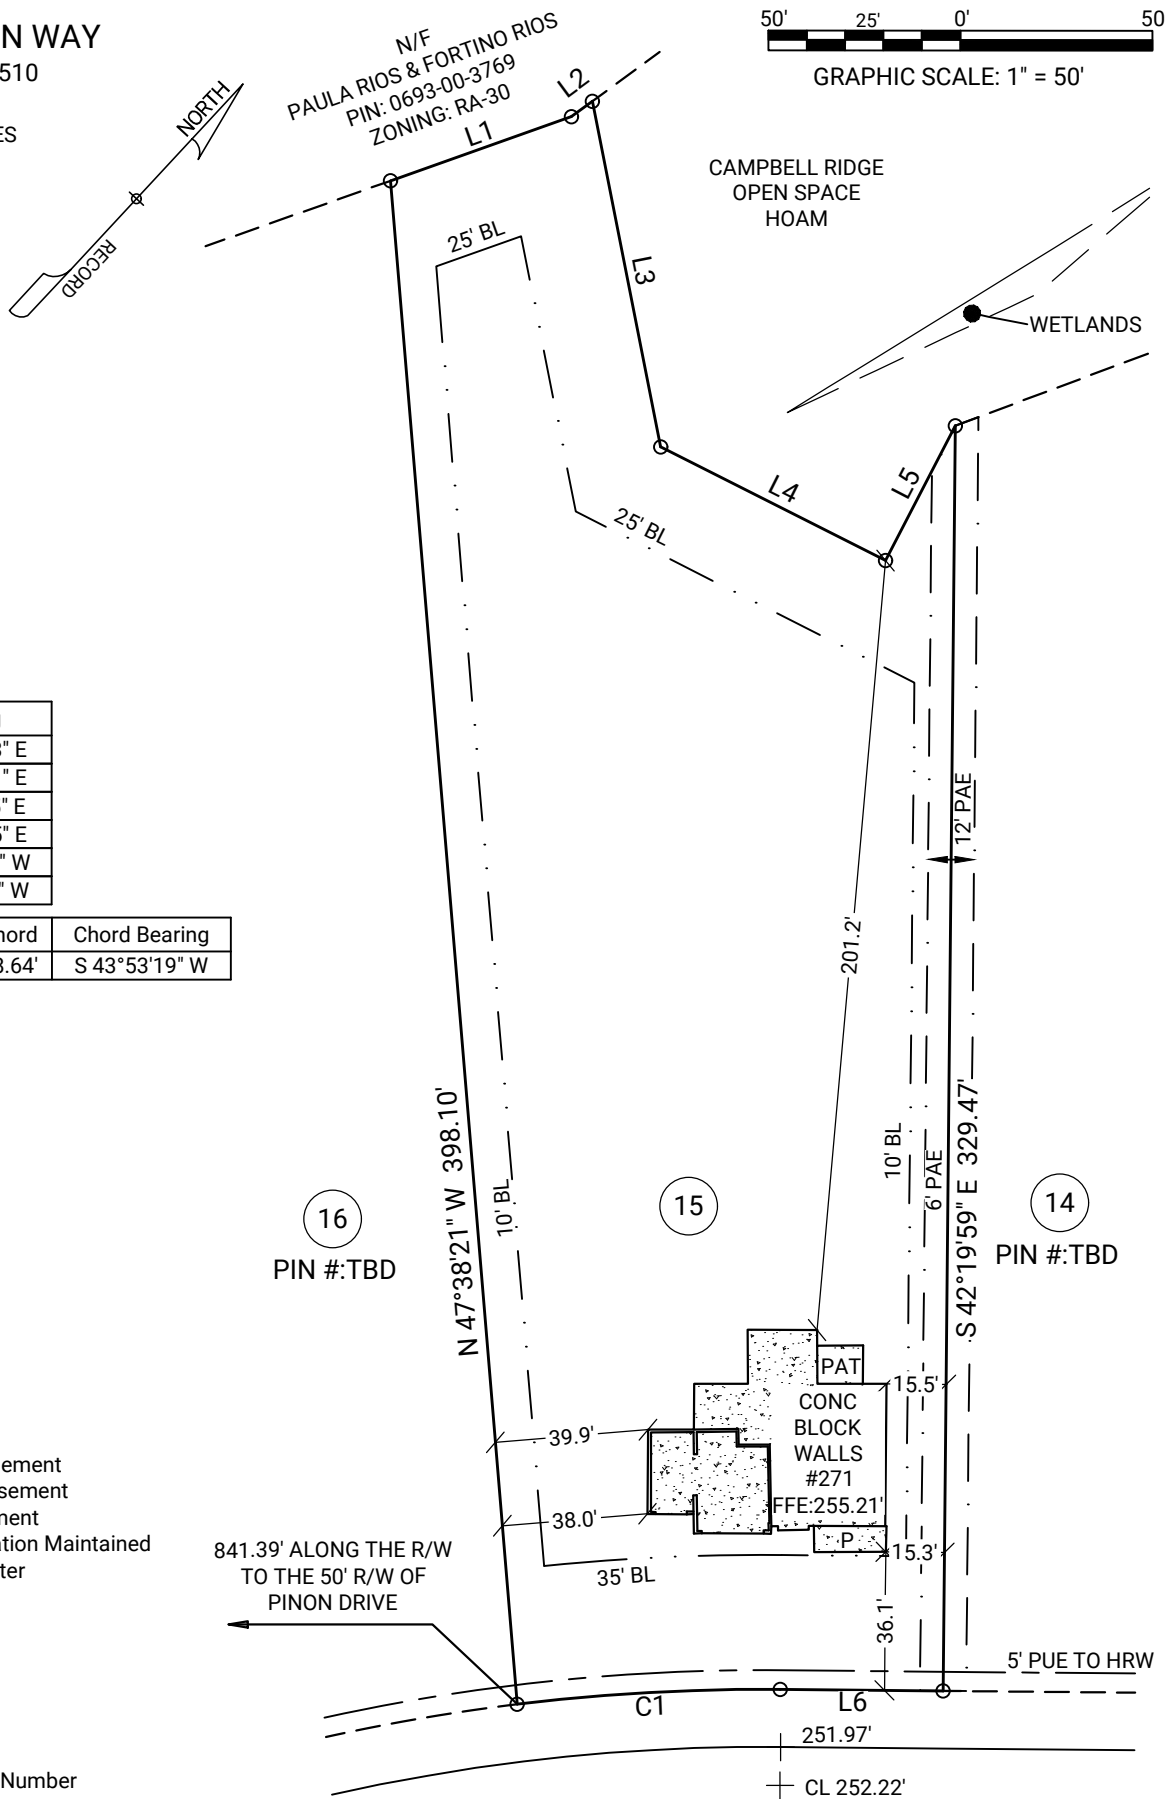 N WAY
510
ES
N/F
PAULA RIOS & FORTINO RIOS
PIN: 0693-00-3769
ZONING: RA-30
50' 25' 0' 50
GRAPHIC SCALE: 1" = 50'
NORTH
RECORD
L1
L2
CAMPBELL RIDGE
OPEN SPACE
HOAM
25' BL
L3
WETLANDS
L4
L5
25' BL
" E
" E
" E
" E
" W
" W
nord Chord Bearing
3.64' S 43°53'19" W
12' PAE
201.2'
N 47°38'21" W 398.10'
10' BL
10' BL
6' PAE
S 42°19'59" E 329.47'
16
PIN #:TBD
15
14
PIN #:TBD
PAT
15.5'
CONC
BLOCK
WALLS
#271
FFE:255.21'
39.9'
38.0'
P
15.3'
35' BL
36.1'
ement
sement
ment
ation Maintained
ter
841.39' ALONG THE R/W
TO THE 50' R/W OF
PINON DRIVE
5' PUE TO HRW
C1
L6
251.97'
CL 252.22'
Number